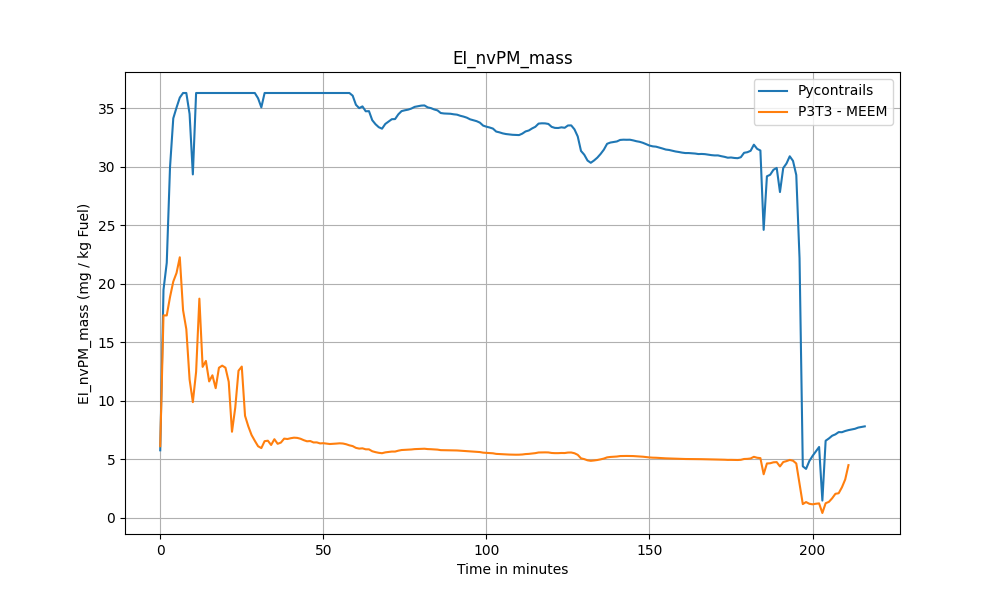 EI_nvPM_mass
Pycontrails
P3T3 - MEEM
EI_nvPM_mass (mg / kg Fuel)
35
30
25
20
15
10
5
0
0
50
100
150
200
Time in minutes